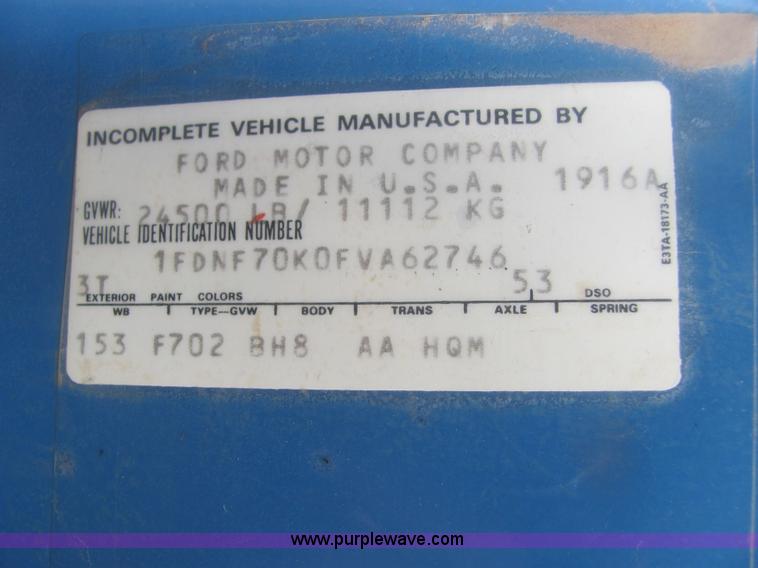 INCOMPLETE VEHICLE MANUFACTURED BY
FORD MOTOR COMPANY
MADE IN U.S.A. 1916A
GVWR: 24500 LB/ 11112 KG
VEHICLE IDENTIFICATION NUMBER
1FDNF70K0FVA62746
3T 53
EXTERIOR PAINT COLORS DSO
WB TYPE—GVW BODY TRANS AXLE SPRING
153 F702 BH8 AA HQM
E3TA-18173-AA
www.purplewave.com